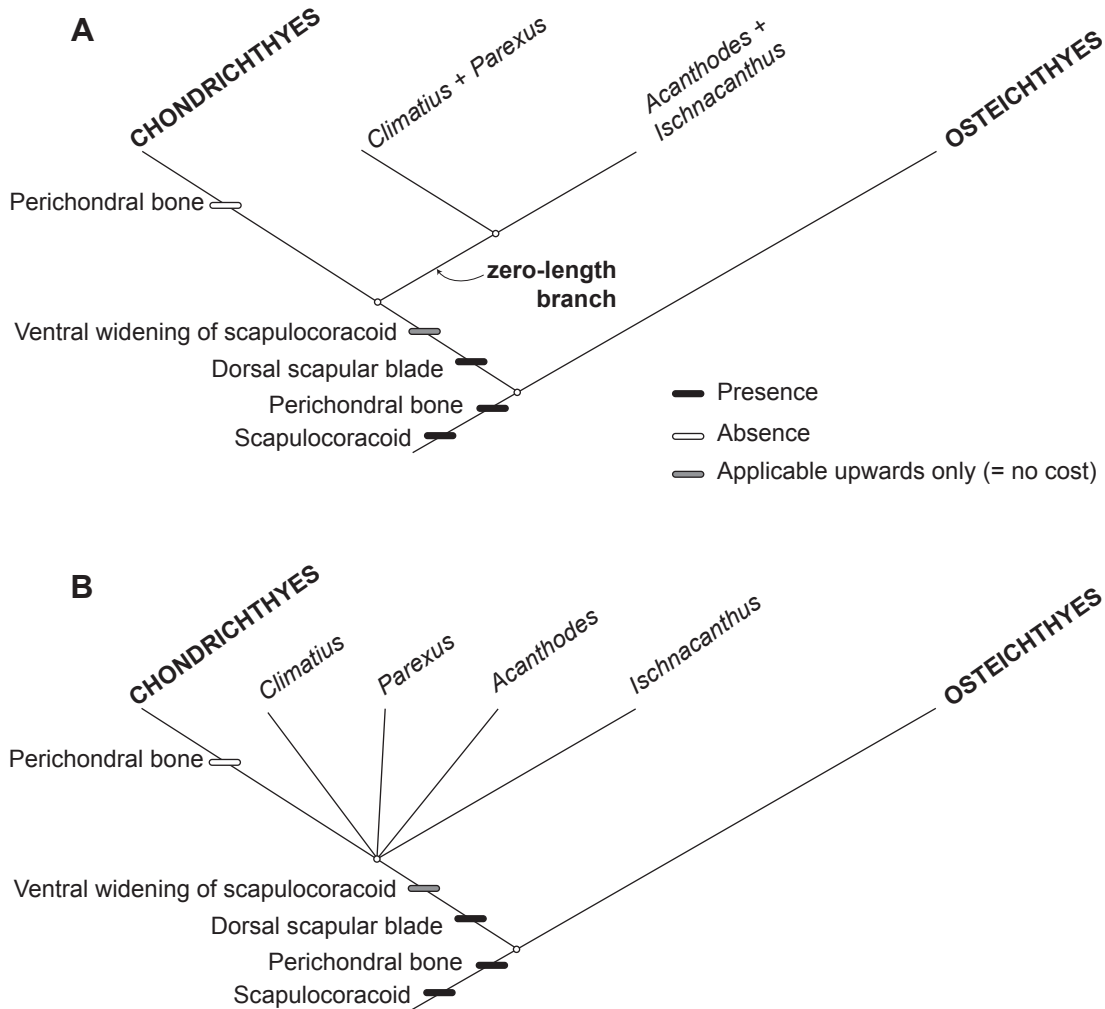 A
CHONDRICHTHYES
Climatius + Parexus
Acanthodes +
Ischnacanthus
OSTEICHTHYES
Perichondral bone
zero-length
branch
Ventral widening of scapulocoracoid
Dorsal scapular blade
Perichondral bone
Scapulocoracoid
Presence
Absence
Applicable upwards only (= no cost)
B
CHONDRICHTHYES
Climatius
Parexus
Acanthodes
Ischnacanthus
OSTEICHTHYES
Perichondral bone
Ventral widening of scapulocoracoid
Dorsal scapular blade
Perichondral bone
Scapulocoracoid